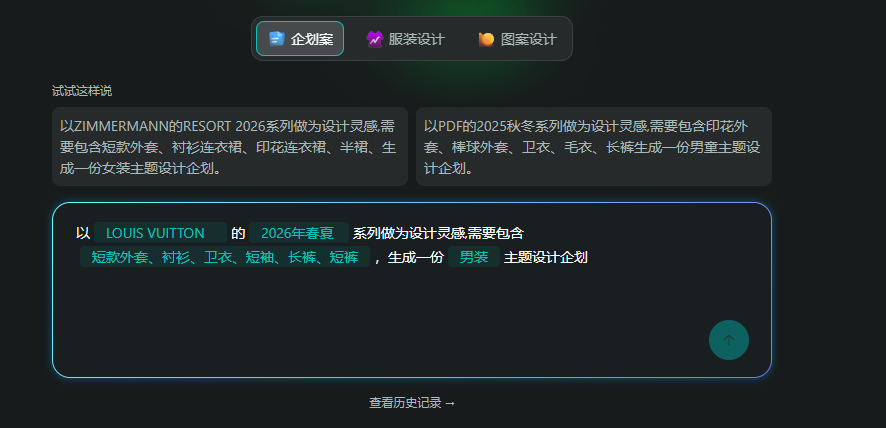 企划案 服装设计 图案设计
试试这样说
以ZIMMERMANN的RESORT 2026系列做为设计灵感,需
要包含短款外套、衬衫连衣裙、印花连衣裙、半裙、生
成一份女装主题设计企划。
以PDF的2025秋冬系列做为设计灵感,需要包含印花外
套、棒球外套、卫衣、毛衣、长裤生成一份男童主题设
计企划。
以 LOUIS VUITTON 的 2026年春夏 系列做为设计灵感,需要包含
短款外套、衬衫、卫衣、短袖、长裤、短裤 ，生成一份 男装 主题设计企划
查看历史记录 →